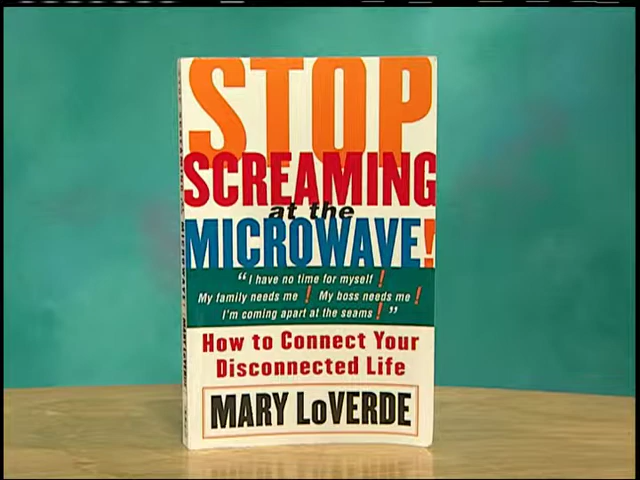 STOP
SCREAMING
at the
MICROWAVE!
"I have no time for myself!
My family needs me! My boss needs me!
I'm coming apart at the seams!"
How to Connect Your
Disconnected Life
MARY LoVERDE